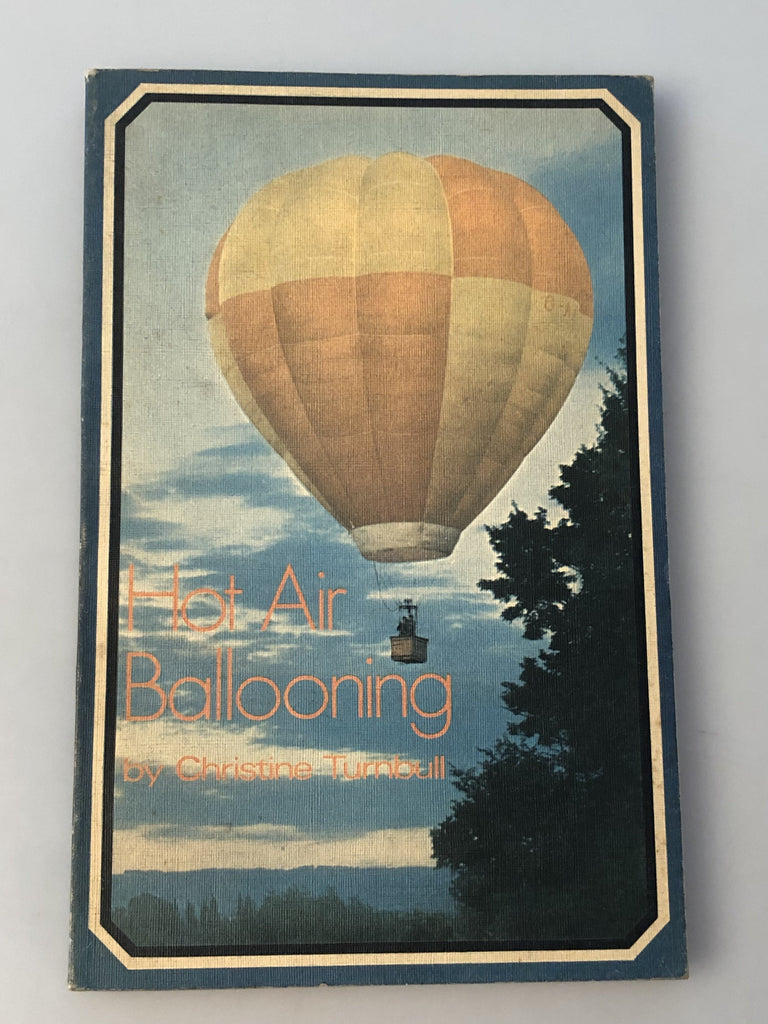 Hot Air
Ballooning
by Christine Turnbull